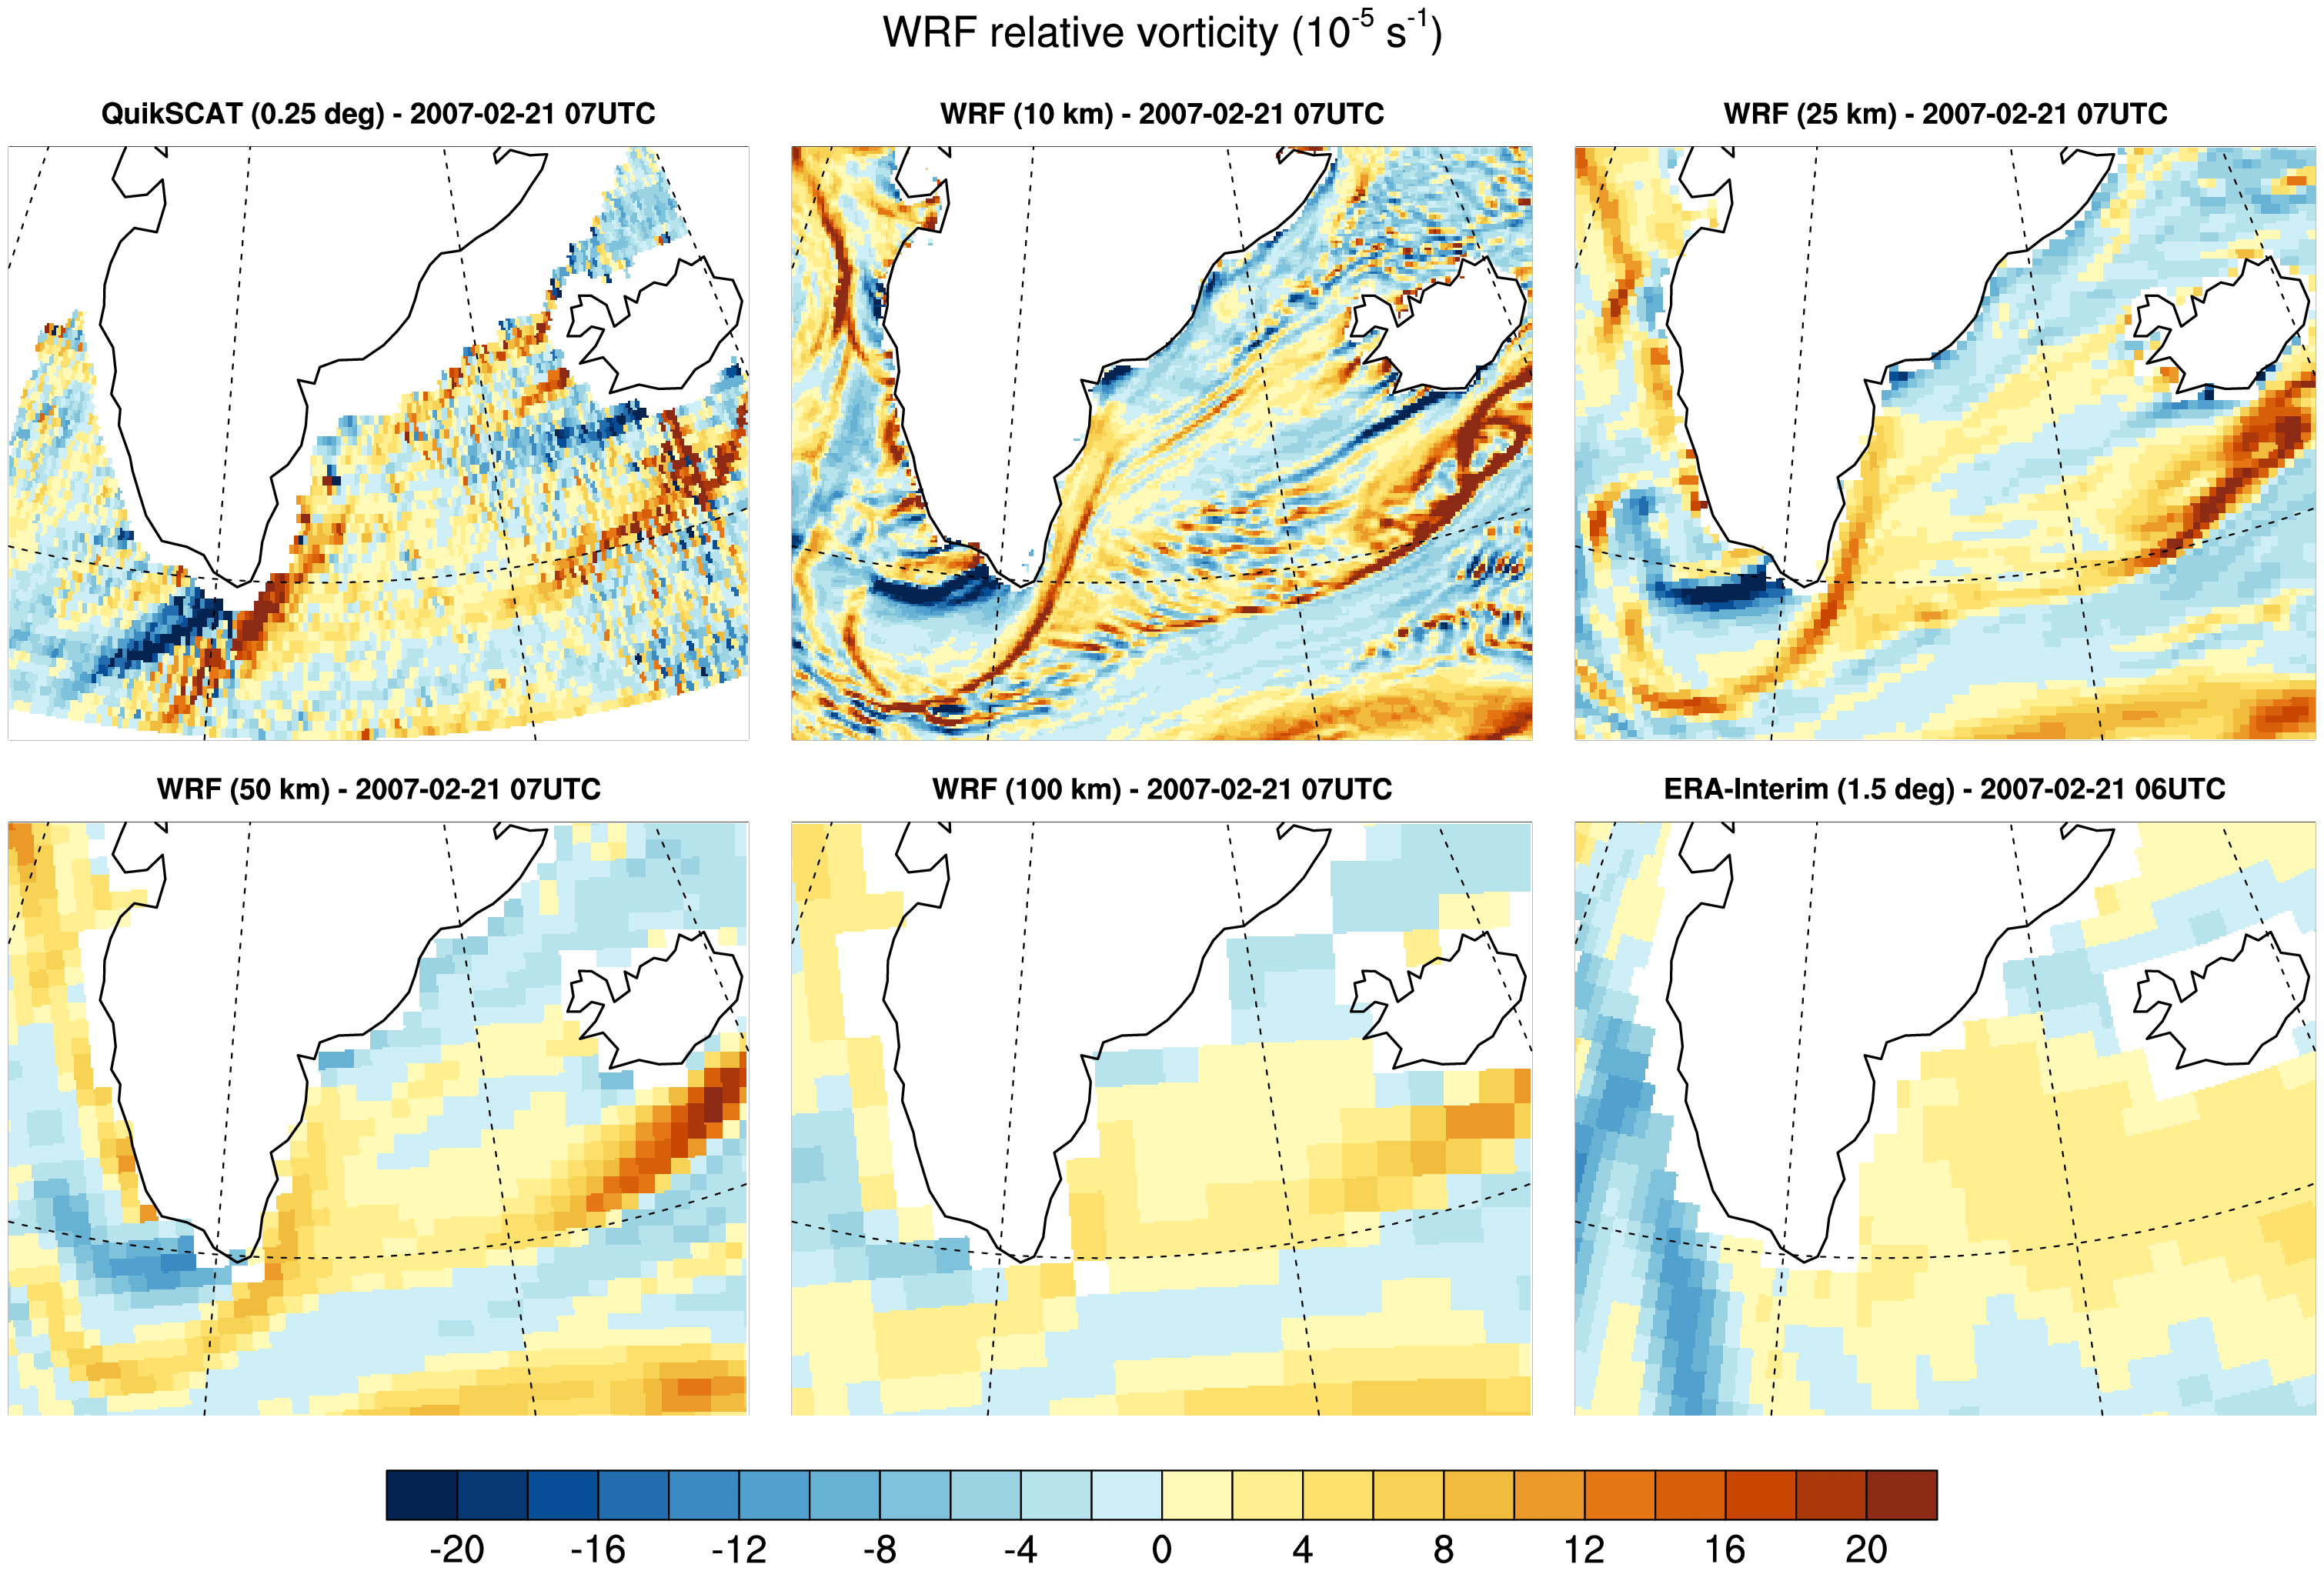 WRF relative vorticity (10⁻⁵ s⁻¹)
QuikSCAT (0.25 deg) - 2007-02-21 07UTC
WRF (10 km) - 2007-02-21 07UTC
WRF (25 km) - 2007-02-21 07UTC
WRF (50 km) - 2007-02-21 07UTC
WRF (100 km) - 2007-02-21 07UTC
ERA-Interim (1.5 deg) - 2007-02-21 06UTC
-20 -16 -12 -8 -4 0 4 8 12 16 20